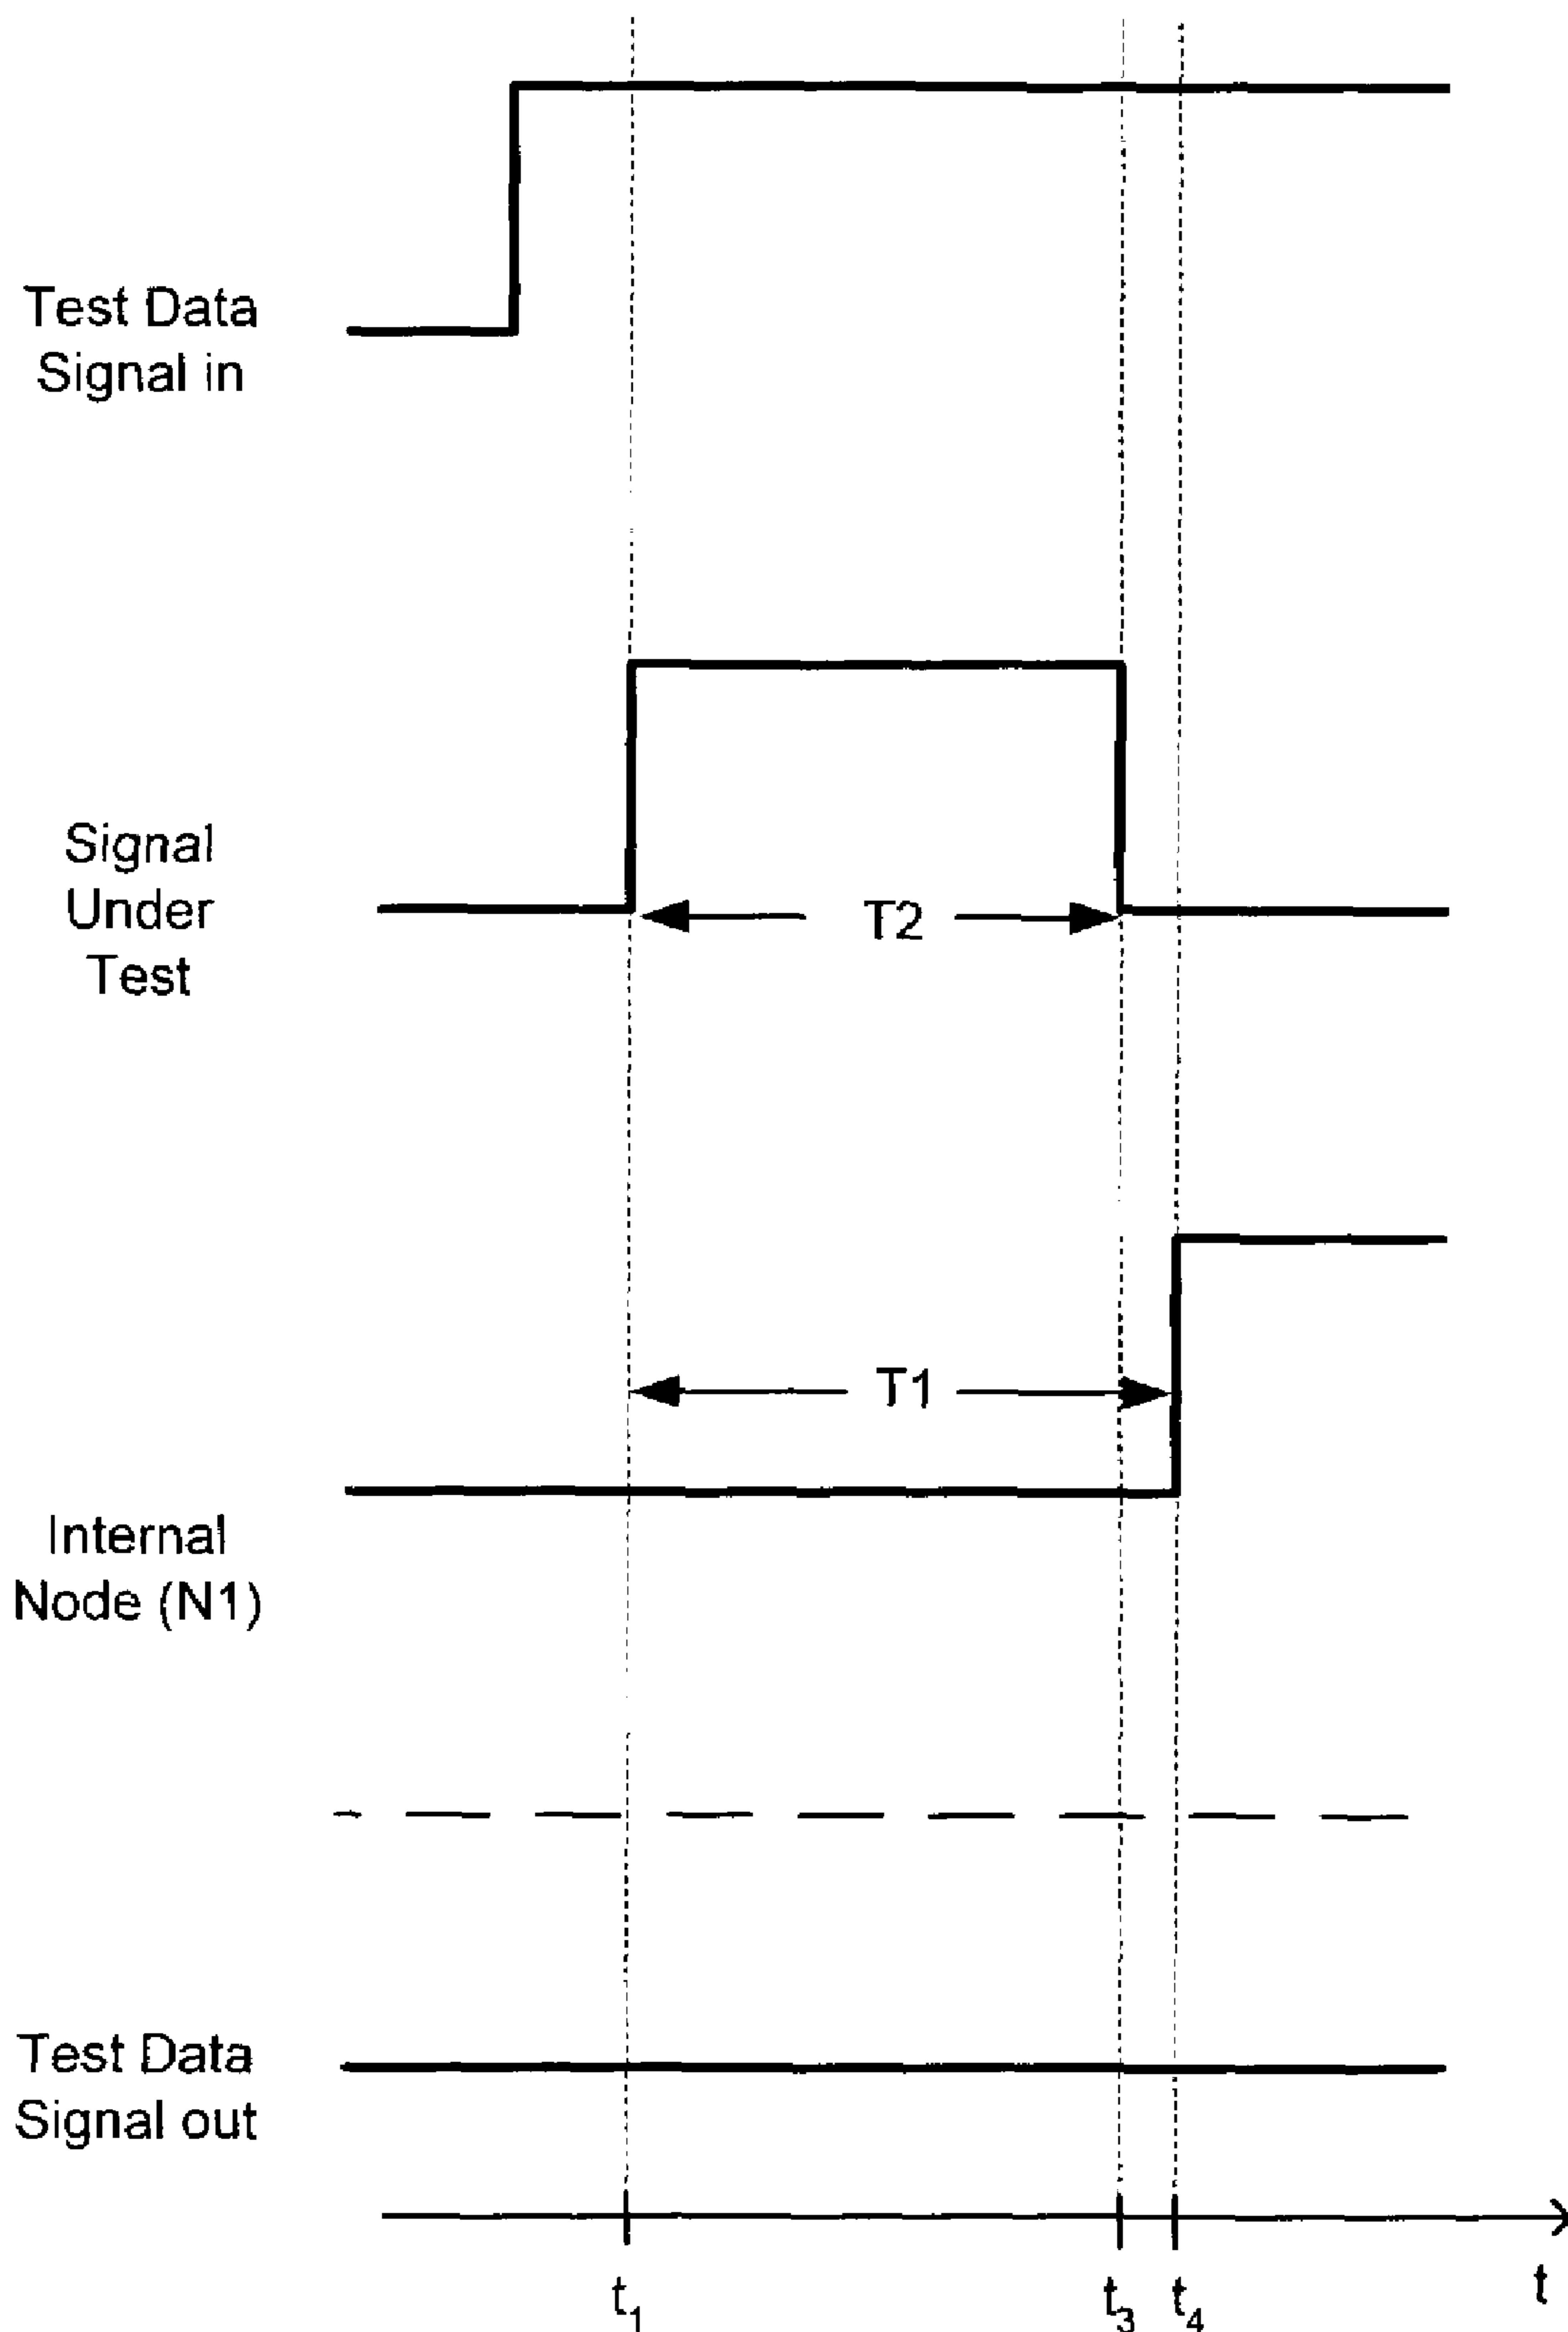 Test Data
Signal in
Signal
Under
Test
T2
T1
Internal
Node (N1)
Test Data
Signal out
t1
t3
t4
t